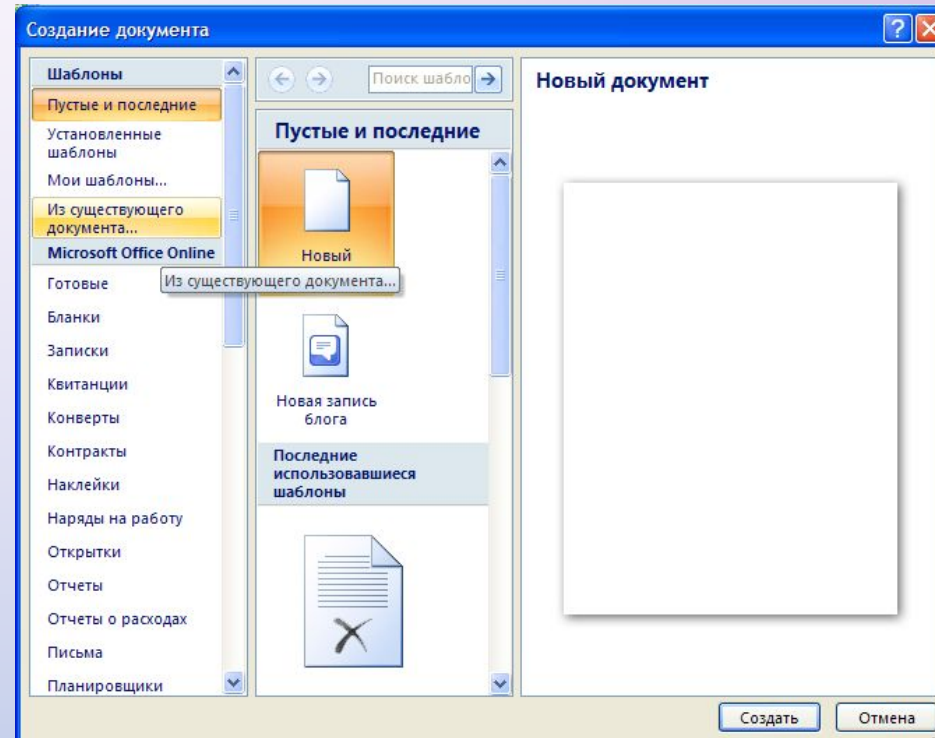 Создание документа
Шаблоны
Пустые и последние
Установленные
шаблоны
Мои шаблоны...
Из существующего
документа...
Microsoft Office Online
Готовые
Бланки
Записки
Квитанции
Конверты
Контракты
Наклейки
Наряды на работу
Открытки
Отчеты
Отчеты о расходах
Письма
Планировщики
Поиск шабло
Пустые и последние
Новый
Из существующего документа...
Новая запись
блога
Последние
использовавшиеся
шаблоны
Новый документ
Создать
Отмена